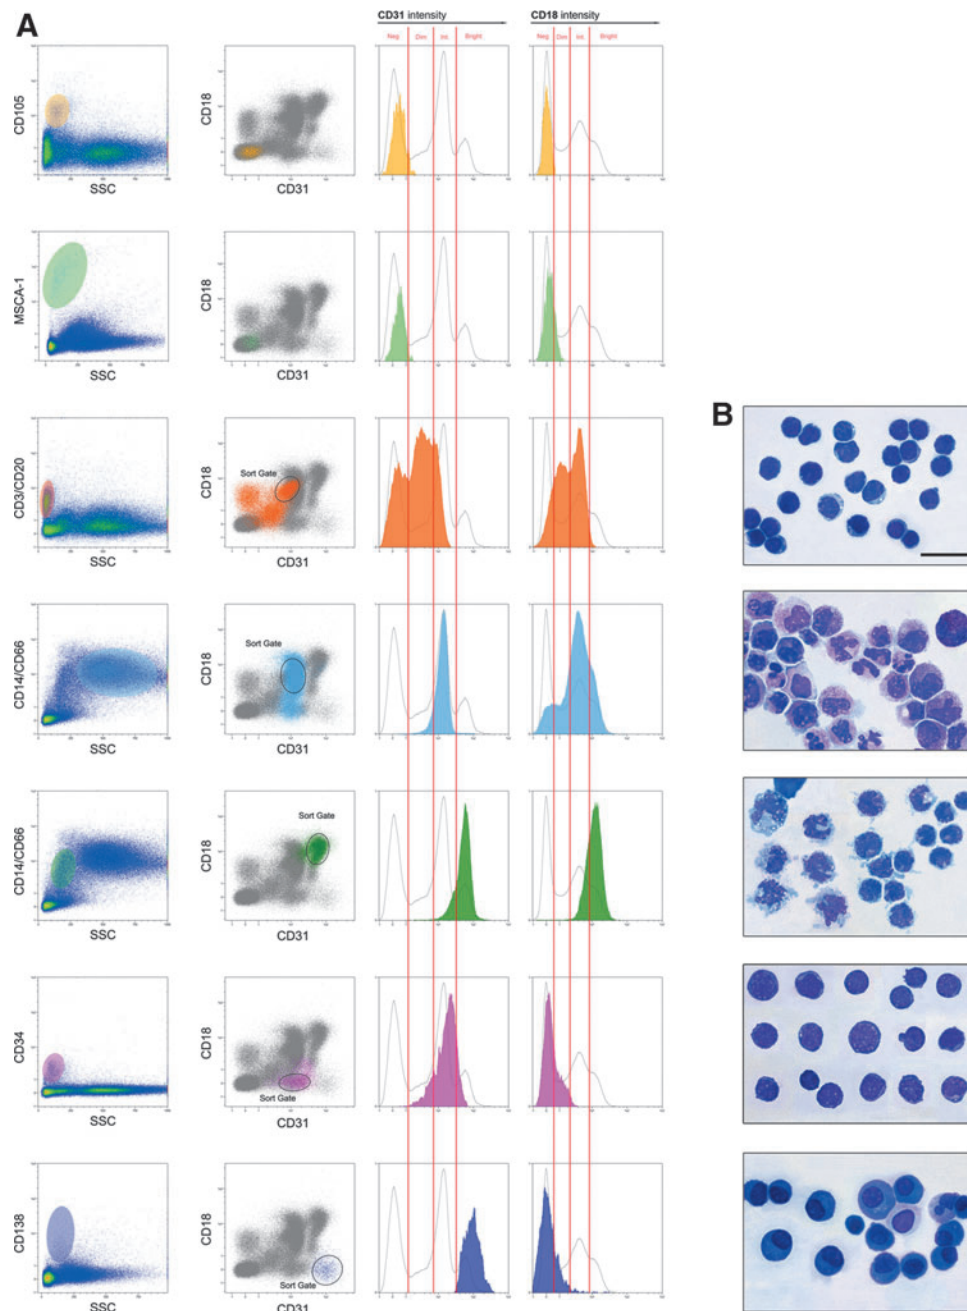 A
CD31 intensity
CD18 intensity
Neg Dim Int. Bright
Neg Dim Int. Bright
CD105
SSC
CD18
CD31
MSCA-1
SSC
CD18
CD31
B
CD3/CD20
SSC
CD18
Sort Gate
CD31
CD14/CD66
SSC
CD18
Sort Gate
CD31
CD14/CD66
SSC
CD18
Sort Gate
CD31
CD34
SSC
CD18
Sort Gate
CD31
CD138
SSC
CD18
Sort Gate
CD31